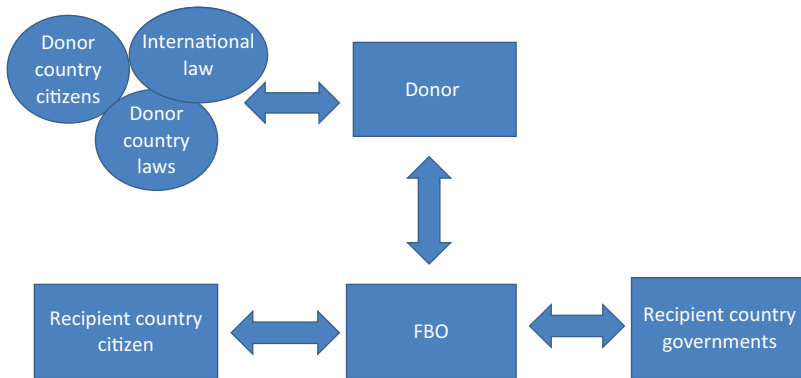 Donor
country
citizens
International
law
Donor
country
laws
Donor
Recipient country
citizen
FBO
Recipient country
governments